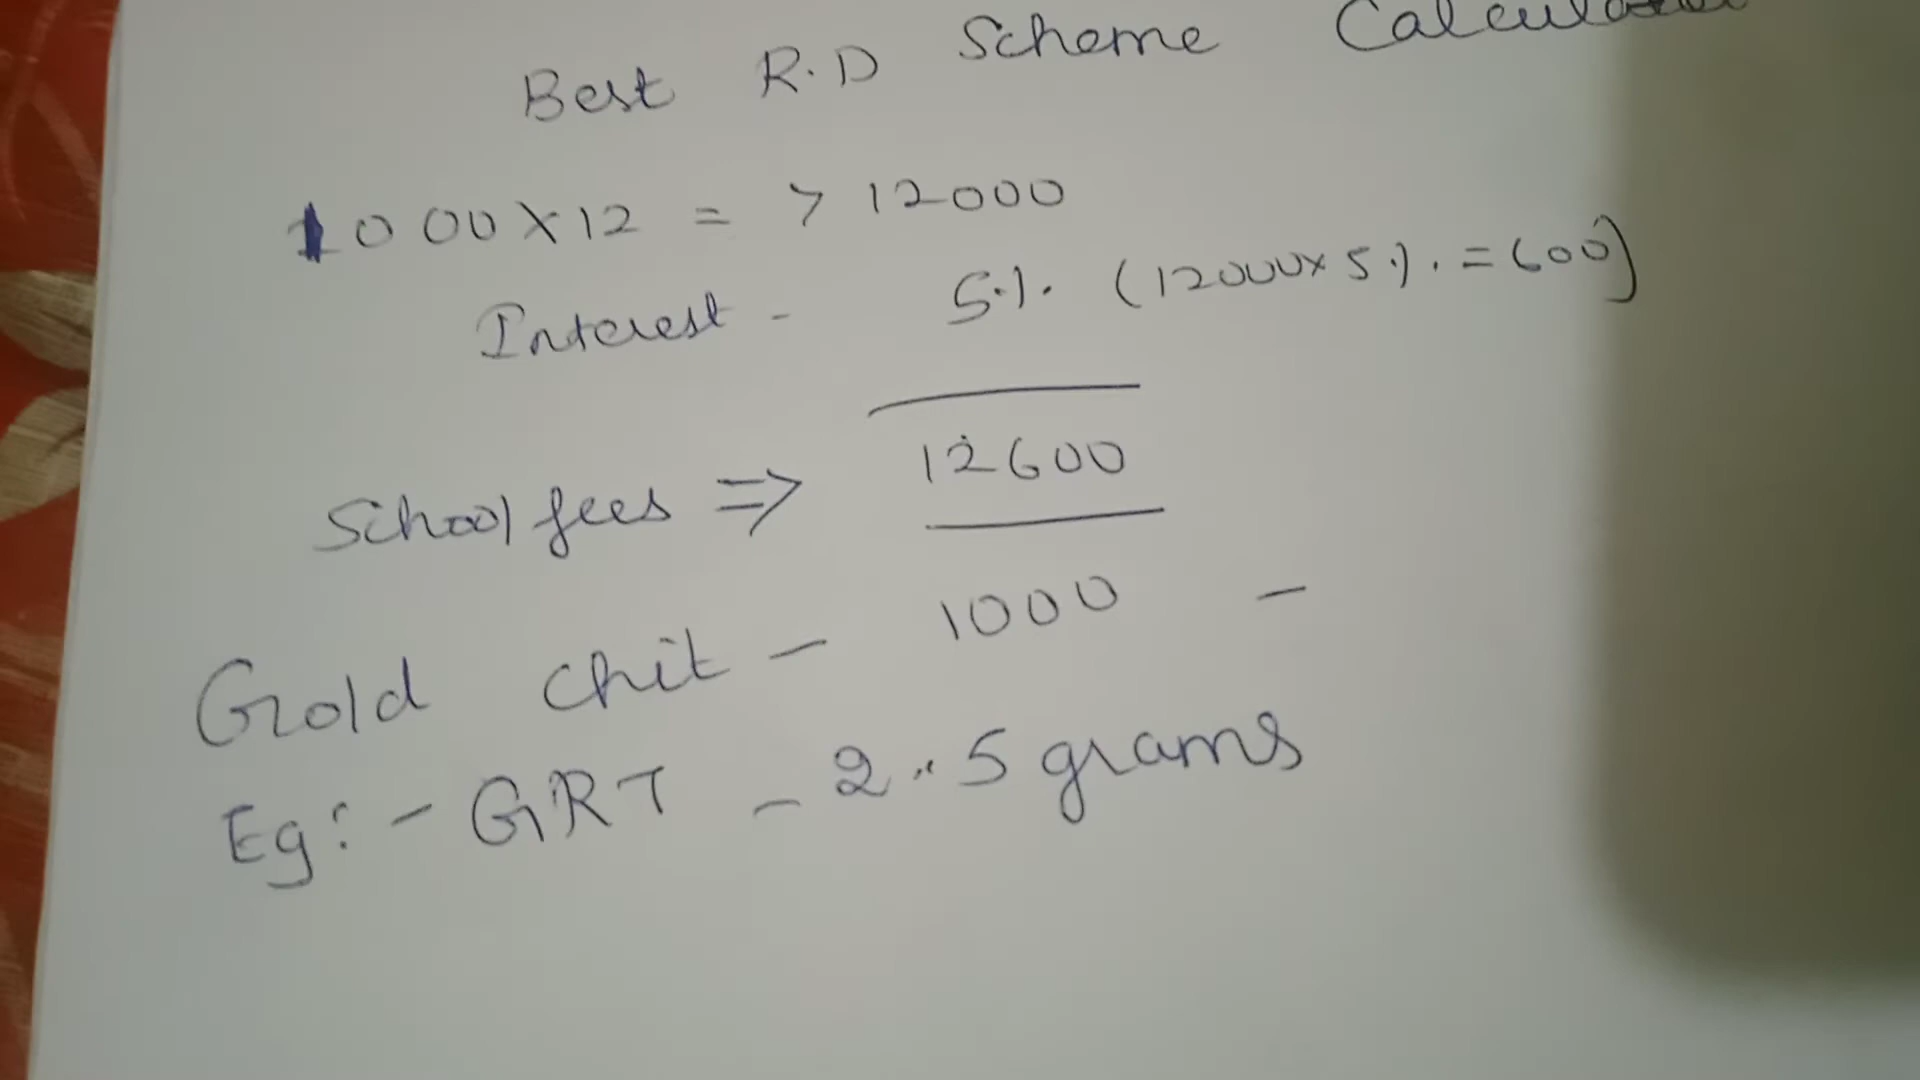 Best R.D Scheme
1000 X 12 = > 12000
Interest - 5% (12000x 5% . = 600)
12600
School fees =>
Gold chit - 1000 -
Eg: - GRT - 2.5 grams